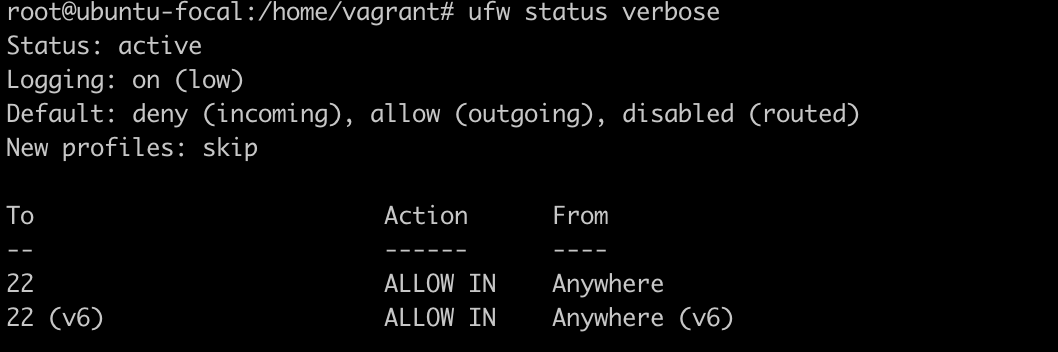 root@ubuntu-focal:/home/vagrant# ufw status verbose
Status: active
Logging: on (low)
Default: deny (incoming), allow (outgoing), disabled (routed)
New profiles: skip

To                         Action      From
--                         ------      ----
22                         ALLOW IN    Anywhere
22 (v6)                    ALLOW IN    Anywhere (v6)